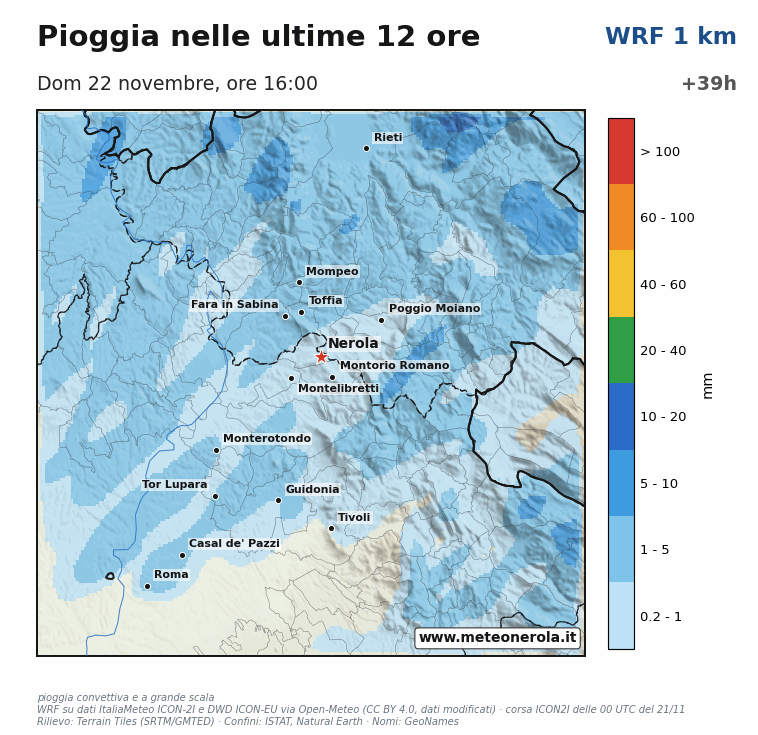 Pioggia nelle ultime 12 ore
WRF 1 km
Dom 22 novembre, ore 16:00
+39h
Rieti
Mompeo
Fara in Sabina
Toffia
Poggio Moiano
Nerola
Montorio Romano
Montelibretti
Monterotondo
Tor Lupara
Guidonia
Tivoli
Casal de' Pazzi
Roma
www.meteonerola.it
> 100
60 - 100
40 - 60
20 - 40
10 - 20
5 - 10
1 - 5
0.2 - 1
mm
pioggia convettiva e a grande scala
WRF su dati ItaliaMeteo ICON-2I e DWD ICON-EU via Open-Meteo (CC BY 4.0, dati modificati) · corsa ICON2I delle 00 UTC del 21/11
Rilievo: Terrain Tiles (SRTM/GMTED) · Confini: ISTAT, Natural Earth · Nomi: GeoNames